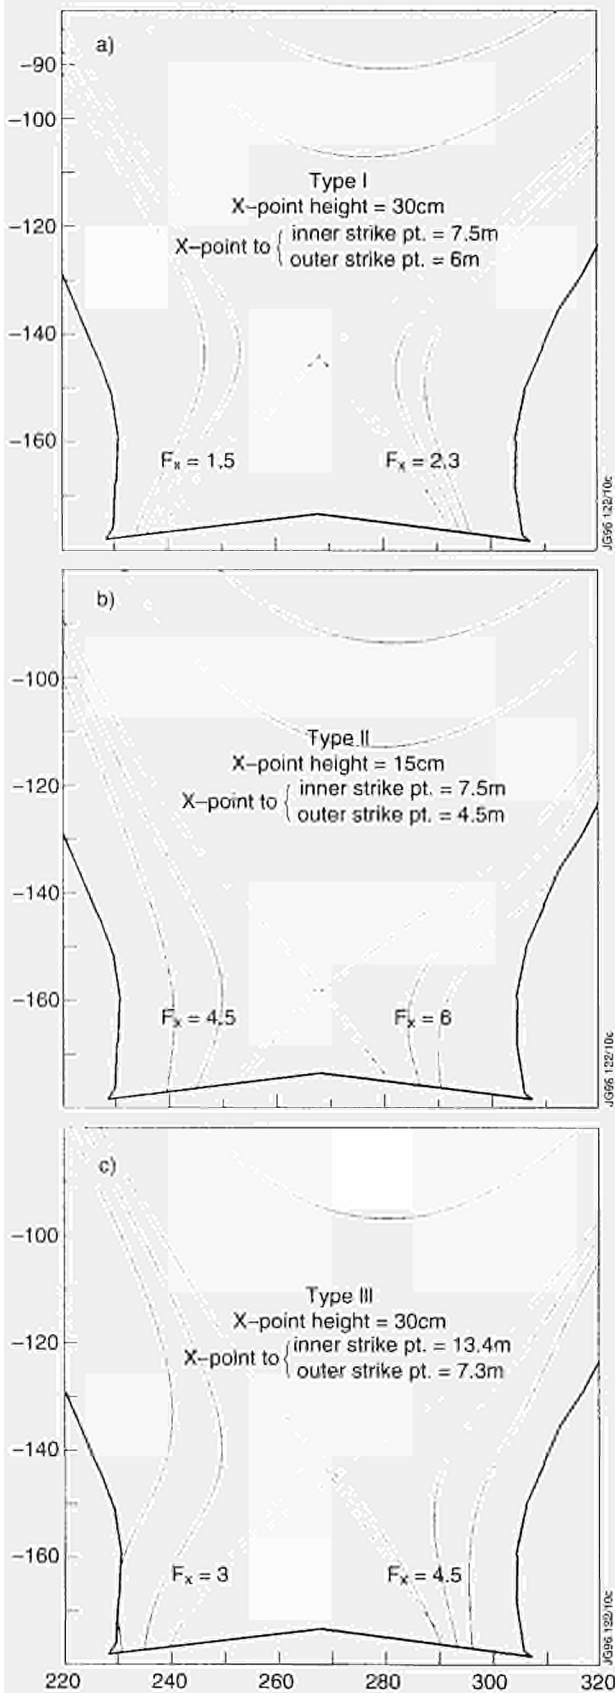 a)
−90
−100
−120
−140
−160
Type I
X−point height = 30cm
X−point to { inner strike pt. = 7.5m
outer strike pt. = 6m
Fx = 1.5
Fx = 2.3
JG96 122/10c
b)
−100
−120
−140
−160
Type II
X−point height = 15cm
X−point to { inner strike pt. = 7.5m
outer strike pt. = 4.5m
Fx = 4.5
Fx = 6
JG96 122/10c
c)
−100
−120
−140
−160
Type III
X−point height = 30cm
X−point to { inner strike pt. = 13.4m
outer strike pt. = 7.3m
Fx = 3
Fx = 4.5
JG96 122/10c
220 240 260 280 300 320